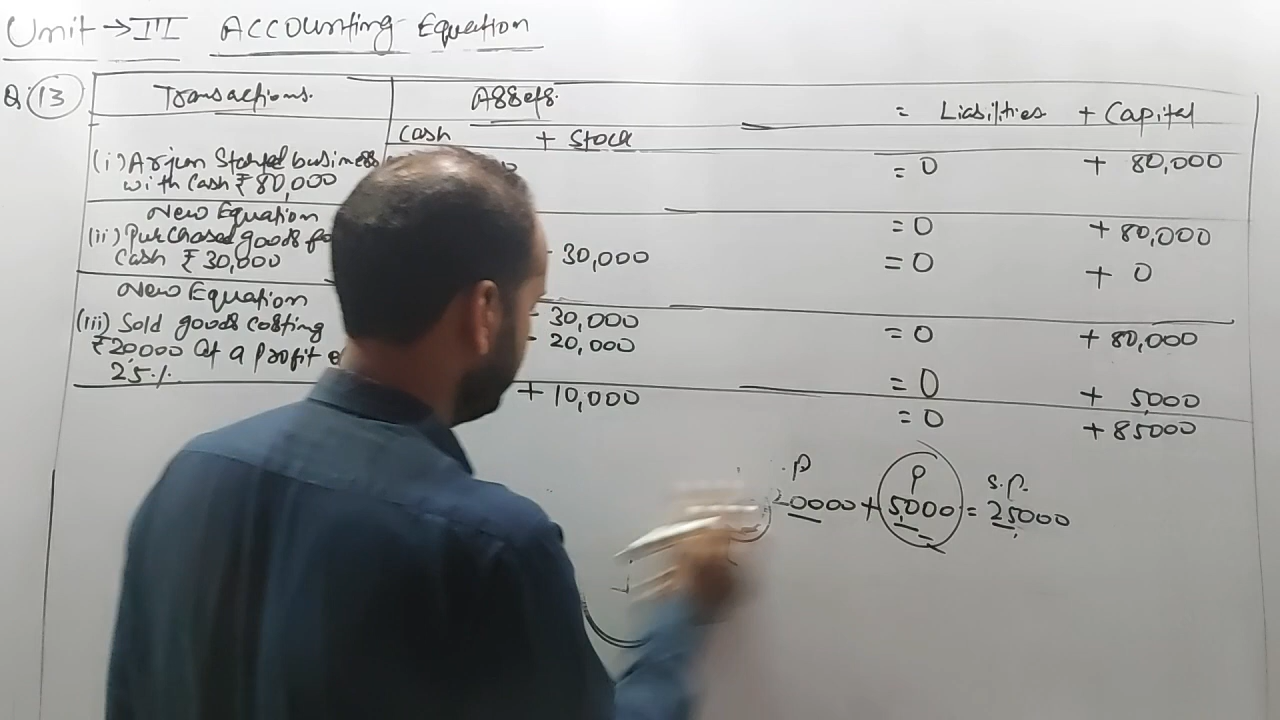 Unit → III Accounting Equation
Q. 13
Transactions. Assets. = Liabilities + Capital
Cash + Stock
(i) Arjun Started business = 0 + 80,000
with cash ₹ 80,000
New Equation = 0 + 80,000
(ii) Purchased goods
cash ₹ 30,000 30,000 = 0 + 0
New Equation 30,000 = 0 + 80,000
(iii) Sold goods costing - 20,000
₹20,000 at a profit = 0 + 5000
25% + 10,000 = 0 + 85000
.p P s.p.
20000 + 5,000 = 25000